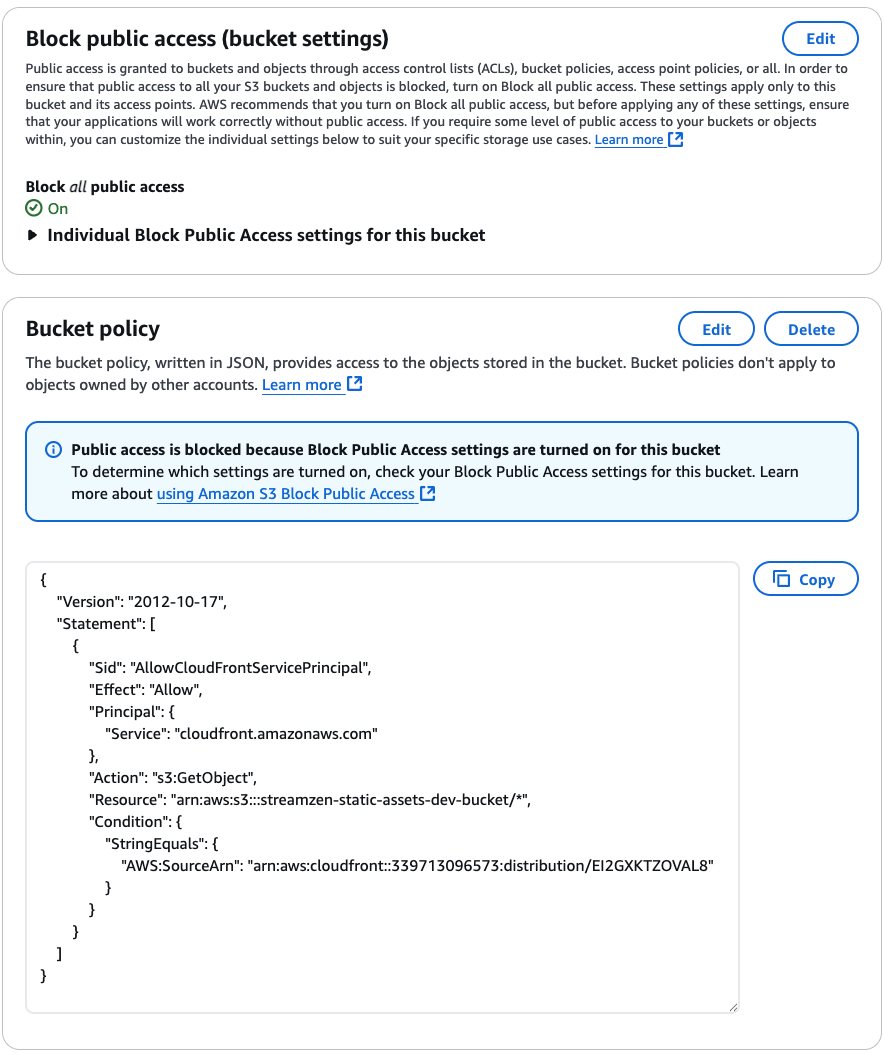 Block public access (bucket settings)
Edit
Public access is granted to buckets and objects through access control lists (ACLs), bucket policies, access point policies, or all. In order to
ensure that public access to all your S3 buckets and objects is blocked, turn on Block all public access. These settings apply only to this
bucket and its access points. AWS recommends that you turn on Block all public access, but before applying any of these settings, ensure
that your applications will work correctly without public access. If you require some level of public access to your buckets or objects
within, you can customize the individual settings below to suit your specific storage use cases. Learn more
Block all public access
On
Individual Block Public Access settings for this bucket
Bucket policy
Edit
Delete
The bucket policy, written in JSON, provides access to the objects stored in the bucket. Bucket policies don't apply to
objects owned by other accounts. Learn more
Public access is blocked because Block Public Access settings are turned on for this bucket
To determine which settings are turned on, check your Block Public Access settings for this bucket. Learn
more about using Amazon S3 Block Public Access
Copy
{
    "Version": "2012-10-17",
    "Statement": [
        {
            "Sid": "AllowCloudFrontServicePrincipal",
            "Effect": "Allow",
            "Principal": {
                "Service": "cloudfront.amazonaws.com"
            },
            "Action": "s3:GetObject",
            "Resource": "arn:aws:s3:::streamzen-static-assets-dev-bucket/*",
            "Condition": {
                "StringEquals": {
                    "AWS:SourceArn": "arn:aws:cloudfront::339713096573:distribution/EI2GXKTZOVAL8"
                }
            }
        }
    ]
}